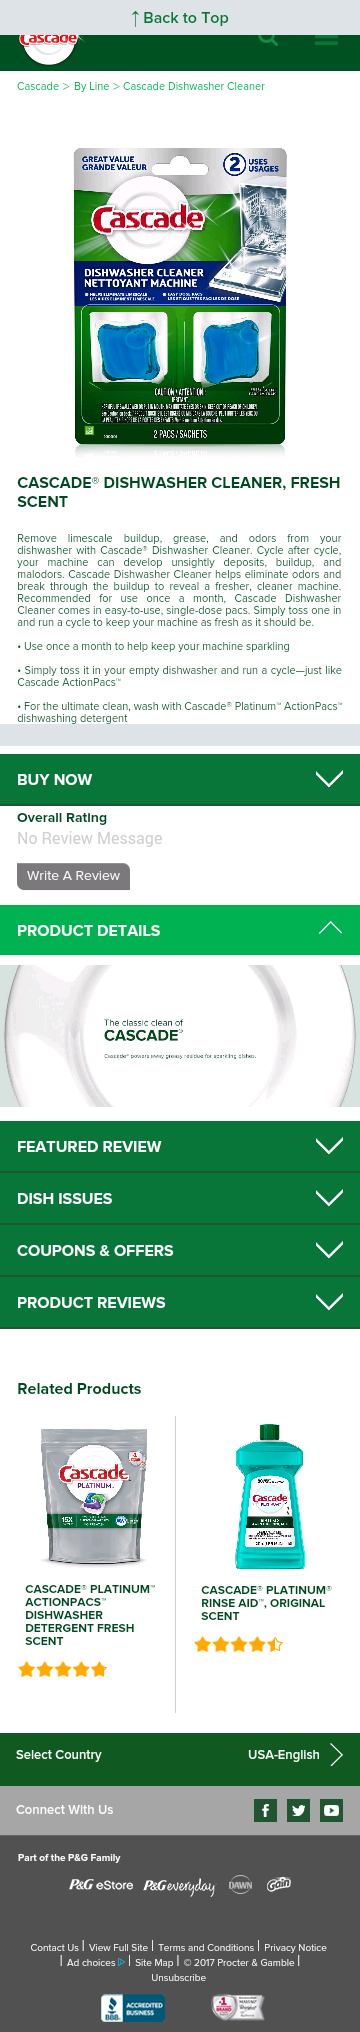 ↑ Back to Top
Cascade
Cascade > By Line > Cascade Dishwasher Cleaner
GREAT VALUE
GRANDE VALEUR
2 USES
USAGES
Cascade
DISHWASHER CLEANER
NETTOYANT MACHINE
• HELPS ELIMINATE LIMESCALE
• EASY DOSE PACS
CAUTION / ATTENTION :
IRRITANT.
2 PACS / SACHETS
CASCADE® DISHWASHER CLEANER, FRESH
SCENT
Remove limescale buildup, grease, and odors from your
dishwasher with Cascade® Dishwasher Cleaner. Cycle after cycle,
your machine can develop unsightly deposits, buildup, and
malodors. Cascade Dishwasher Cleaner helps eliminate odors and
break through the buildup to reveal a fresher, cleaner machine.
Recommended for use once a month, Cascade Dishwasher
Cleaner comes in easy-to-use, single-dose pacs. Simply toss one in
and run a cycle to keep your machine as fresh as it should be.
• Use once a month to help keep your machine sparkling
• Simply toss it in your empty dishwasher and run a cycle—just like
Cascade ActionPacs™
• For the ultimate clean, wash with Cascade® Platinum™ ActionPacs™
dishwashing detergent
BUY NOW
Overall Rating
No Review Message
Write A Review
PRODUCT DETAILS
The classic clean of
CASCADE®
Cascade® powers away greasy residue for sparkling dishes.
FEATURED REVIEW
DISH ISSUES
COUPONS & OFFERS
PRODUCT REVIEWS
Related Products
Cascade
PLATINUM
Cascade
CASCADE® PLATINUM™
ACTIONPACS™
DISHWASHER
DETERGENT FRESH
SCENT
CASCADE® PLATINUM®
RINSE AID™, ORIGINAL
SCENT
Select Country
USA-English
Connect With Us
Part of the P&G Family
P&G eStore P&G everyday DAWN Gain
Contact Us | View Full Site | Terms and Conditions | Privacy Notice
| Ad choices | Site Map | © 2017 Procter & Gamble |
Unsubscribe
BBB. ACCREDITED
BUSINESS